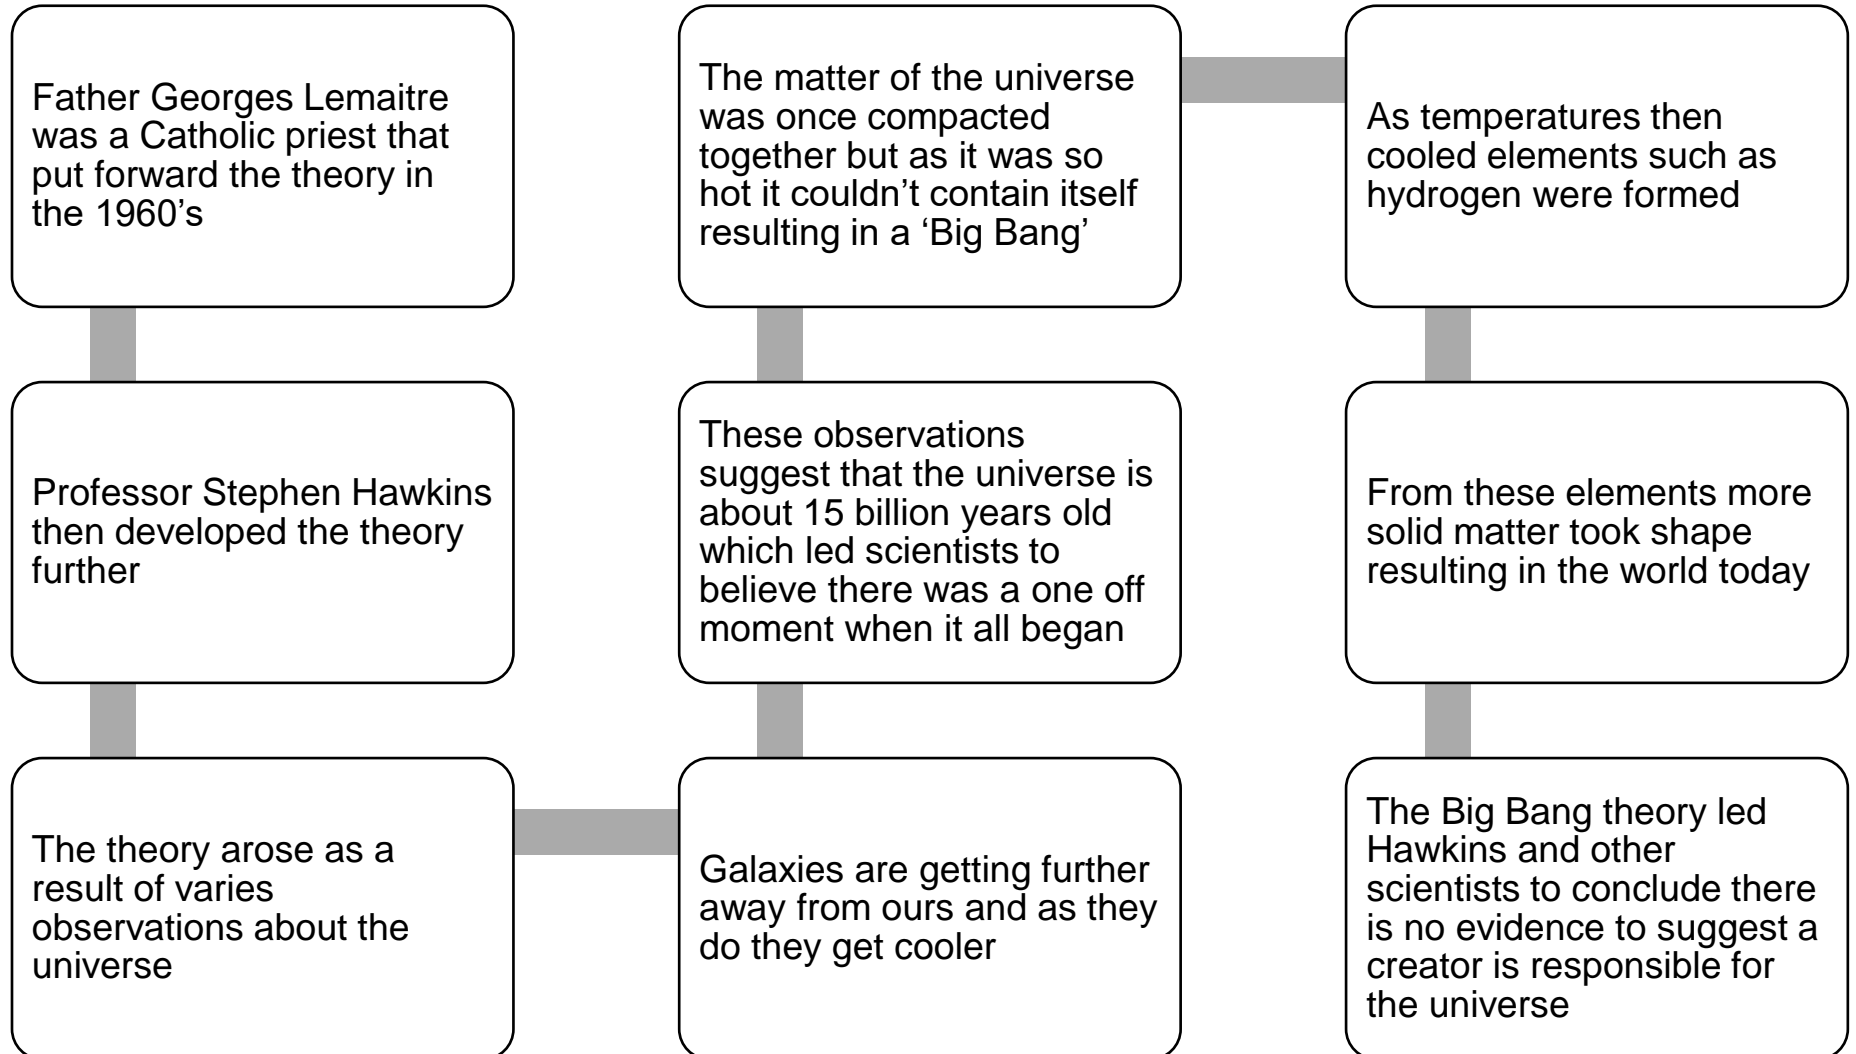 Father Georges Lemaitre
was a Catholic priest that
put forward the theory in
the 1960’s
Professor Stephen Hawkins
then developed the theory
further
The theory arose as a
result of varies
observations about the
universe
Galaxies are getting further
away from ours and as they
do they get cooler
These observations
suggest that the universe is
about 15 billion years old
which led scientists to
believe there was a one off
moment when it all began
The matter of the universe
was once compacted
together but as it was so
hot it couldn’t contain itself
resulting in a ‘Big Bang’
As temperatures then
cooled elements such as
hydrogen were formed
From these elements more
solid matter took shape
resulting in the world today
The Big Bang theory led
Hawkins and other
scientists to conclude there
is no evidence to suggest a
creator is responsible for
the universe